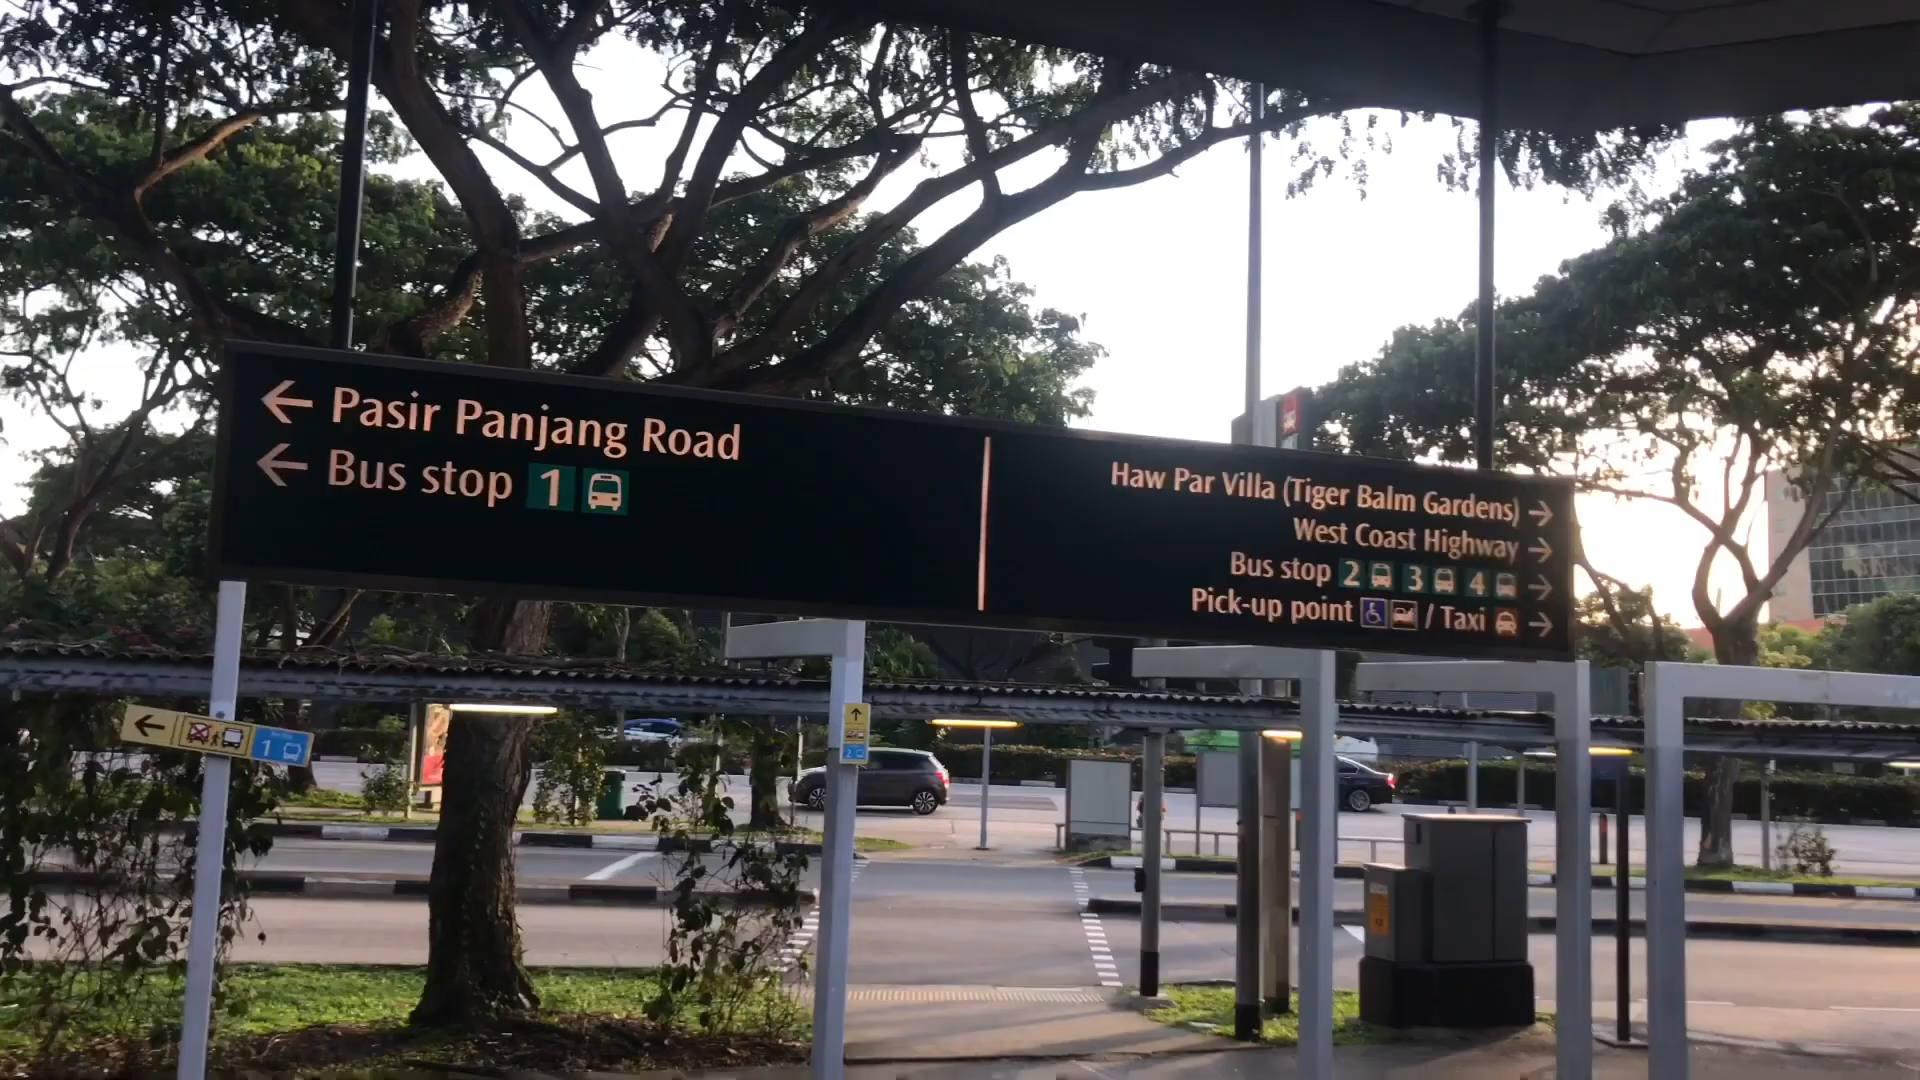 Pasir Panjang Road
Bus stop 1
Haw Par Villa (Tiger Balm Gardens)
West Coast Highway
Bus stop 2 3 4
Pick-up point / Taxi
1
2